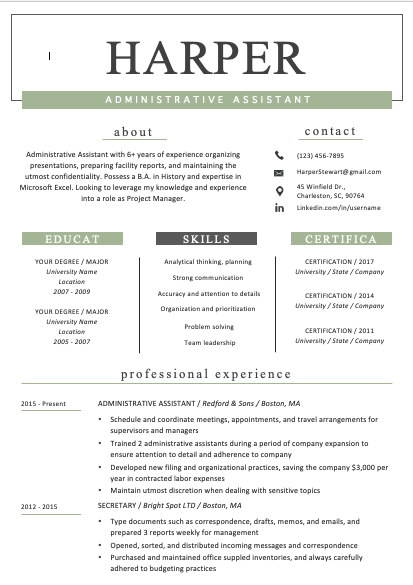 HARPER
ADMINISTRATIVE ASSISTANT
about
Administrative Assistant with 6+ years of experience organizing
presentations, preparing facility reports, and maintaining the
utmost confidentiality. Possess a B.A. in History and expertise in
Microsoft Excel. Looking to leverage my knowledge and experience
into a role as Project Manager.
contact
(123) 456-7895
HarperStewart@gmail.com
45 Winfield Dr.,
Charleston, SC, 90764
Linkedin.com/in/username
EDUCAT
YOUR DEGREE / MAJOR
University Name
Location
2007 - 2009
YOUR DEGREE / MAJOR
University Name
Location
2005 - 2007
SKILLS
Analytical thinking, planning
Strong communication
Accuracy and attention to details
Organization and prioritization
Problem solving
Team leadership
CERTIFICA
CERTIFICATION / 2017
University / State / Company
CERTIFICATION / 2014
University / State / Company
CERTIFICATION / 2011
University / State / Company
professional experience
2015 - Present
ADMINISTRATIVE ASSISTANT / Redford & Sons / Boston, MA
• Schedule and coordinate meetings, appointments, and travel arrangements for
supervisors and managers
• Trained 2 administrative assistants during a period of company expansion to
ensure attention to detail and adherence to company
• Developed new filing and organizational practices, saving the company $3,000 per
year in contracted labor expenses
• Maintain utmost discretion when dealing with sensitive topics
2012 - 2015
SECRETARY / Bright Spot LTD / Boston, MA
• Type documents such as correspondence, drafts, memos, and emails, and
prepared 3 reports weekly for management
• Opened, sorted, and distributed incoming messages and correspondence
• Purchased and maintained office suppled inventories, and always carefully
adhered to budgeting practices